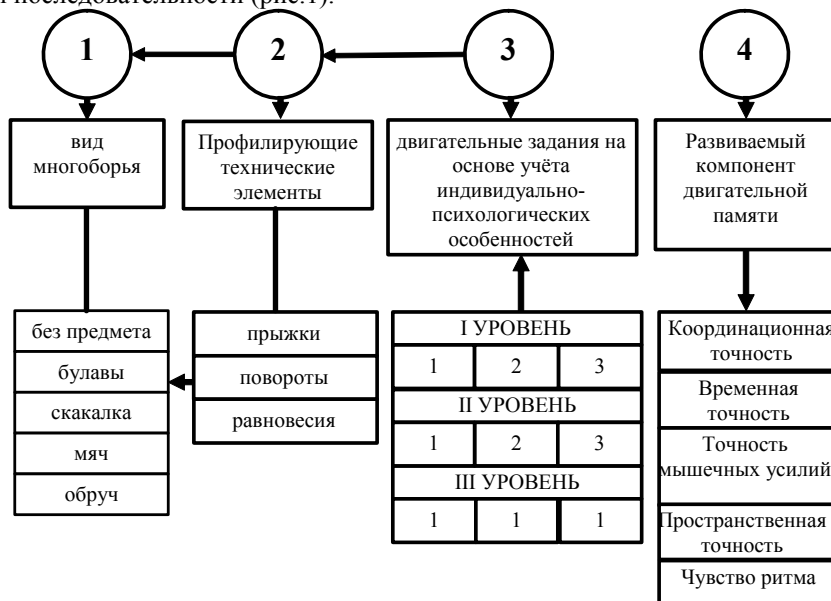 последовательности (рис.1).
1 2 3 4
вид
многоборья
Профилирующие
технические
элементы
двигательные задания на
основе учёта
индивидуально-
психологических
особенностей
Развиваемый
компонент
двигательной
памяти
без предмета
булавы
скакалка
мяч
обруч
прыжки
повороты
равновесия
I УРОВЕНЬ
1 2 3
II УРОВЕНЬ
1 2 3
III УРОВЕНЬ
1 1 1
Координационная
точность
Временная
точность
Точность
мышечных усилий
Пространственная
точность
Чувство ритма